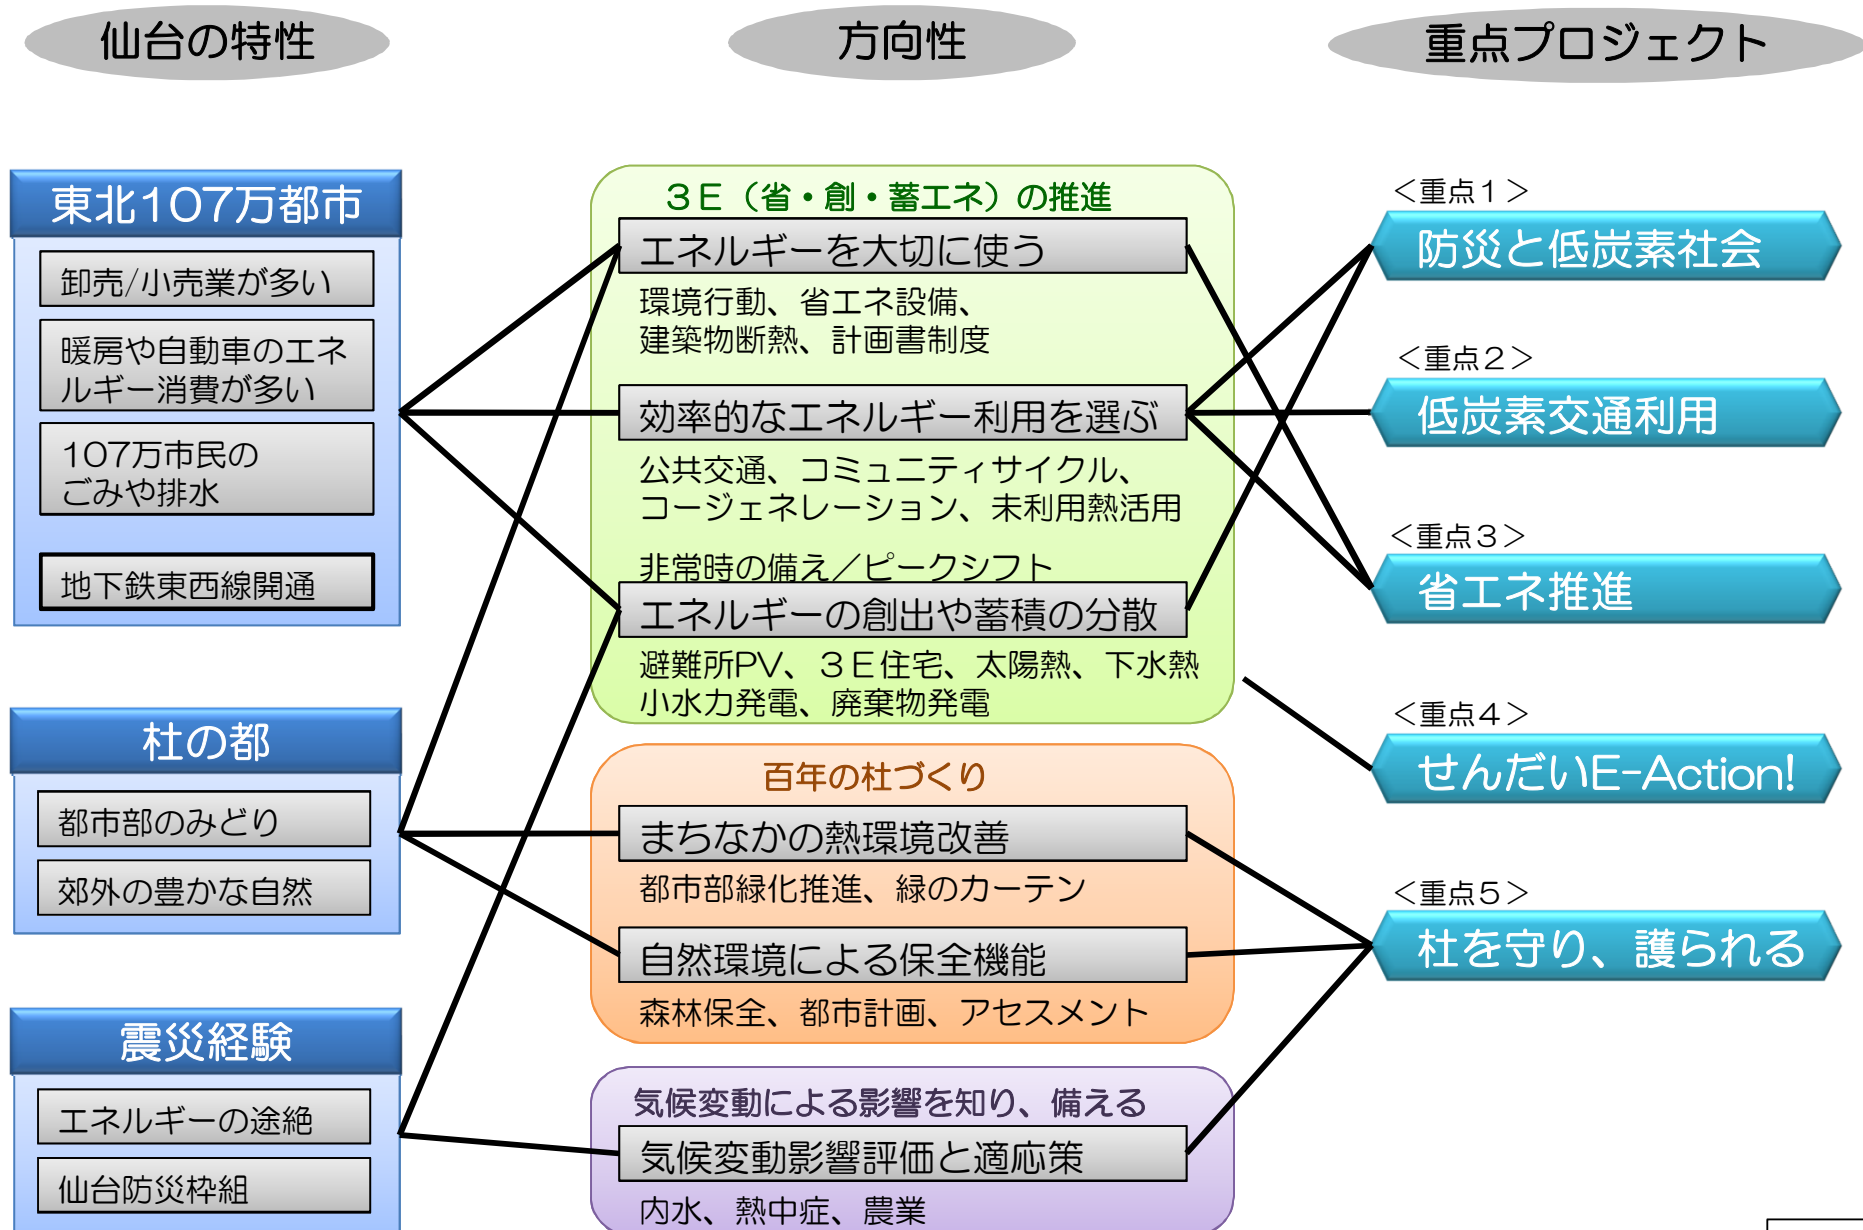 仙台の特性
方向性
重点プロジェクト
東北107万都市
卸売/小売業が多い
暖房や自動車のエネ
ルギー消費が多い
107万市民の
ごみや排水
地下鉄東西線開通
杜の都
都市部のみどり
郊外の豊かな自然
震災経験
エネルギーの途絶
仙台防災枠組
3E（省・創・蓄エネ）の推進
エネルギーを大切に使う
環境行動、省エネ設備、
建築物断熱、計画書制度
効率的なエネルギー利用を選ぶ
公共交通、コミュニティサイクル、
コージェネレーション、未利用熱活用
非常時の備え／ピークシフト
エネルギーの創出や蓄積の分散
避難所PV、3E住宅、太陽熱、下水熱
小水力発電、廃棄物発電
百年の杜づくり
まちなかの熱環境改善
都市部緑化推進、緑のカーテン
自然環境による保全機能
森林保全、都市計画、アセスメント
気候変動による影響を知り、備える
気候変動影響評価と適応策
内水、熱中症、農業
＜重点1＞
防災と低炭素社会
＜重点2＞
低炭素交通利用
＜重点3＞
省エネ推進
＜重点4＞
せんだいE-Action!
＜重点5＞
杜を守り、護られる